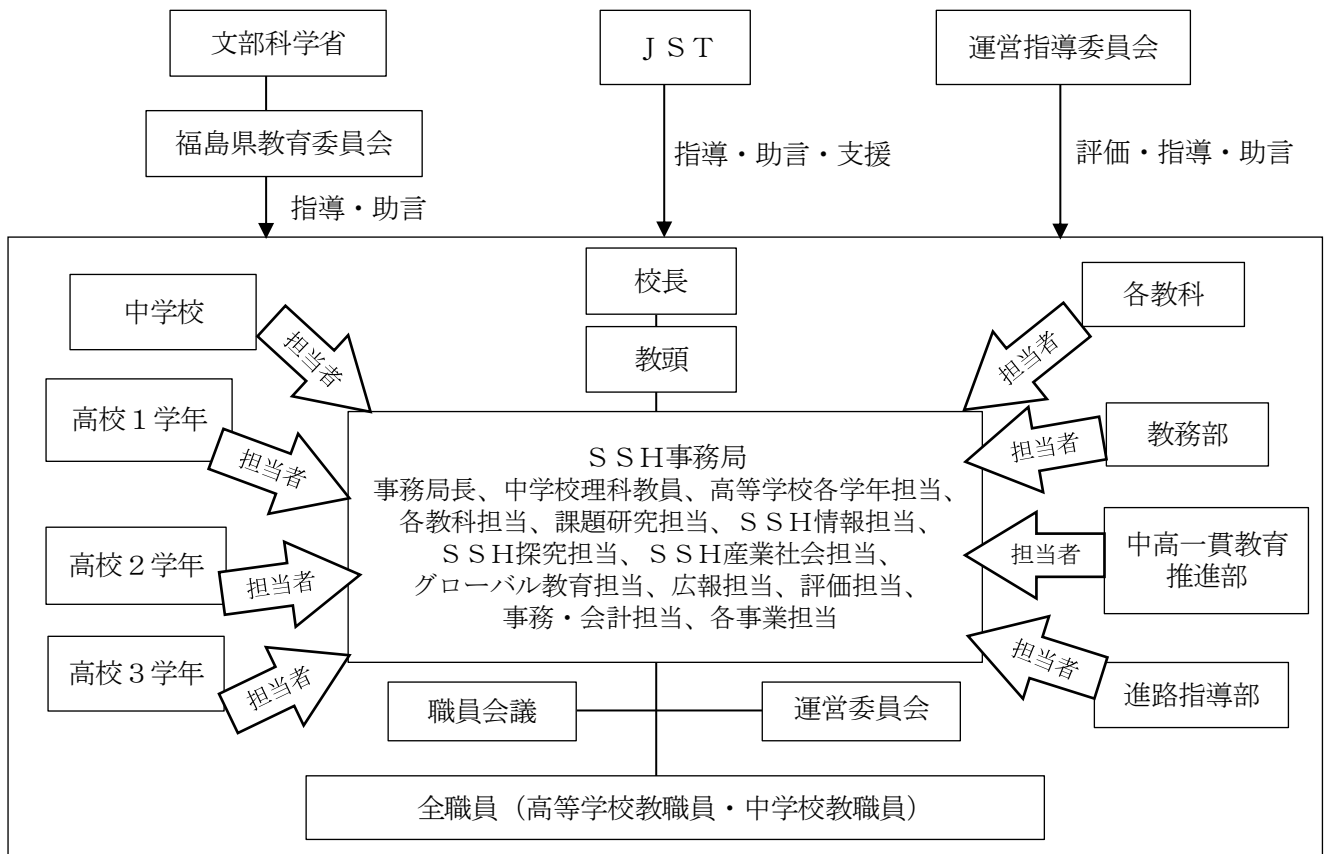 文部科学省
ＪＳＴ
運営指導委員会
福島県教育委員会
指導・助言・支援
評価・指導・助言
指導・助言
校長
中学校
各教科
担当者
担当者
教頭
高校１学年
教務部
担当者
担当者
ＳＳＨ事務局
事務局長、中学校理科教員、高等学校各学年担当、
各教科担当、課題研究担当、ＳＳＨ情報担当、
ＳＳＨ探究担当、ＳＳＨ産業社会担当、
グローバル教育担当、広報担当、評価担当、
事務・会計担当、各事業担当
高校２学年
担当者
担当者
中高一貫教育
推進部
高校３学年
担当者
担当者
進路指導部
職員会議
運営委員会
全職員（高等学校教職員・中学校教職員）